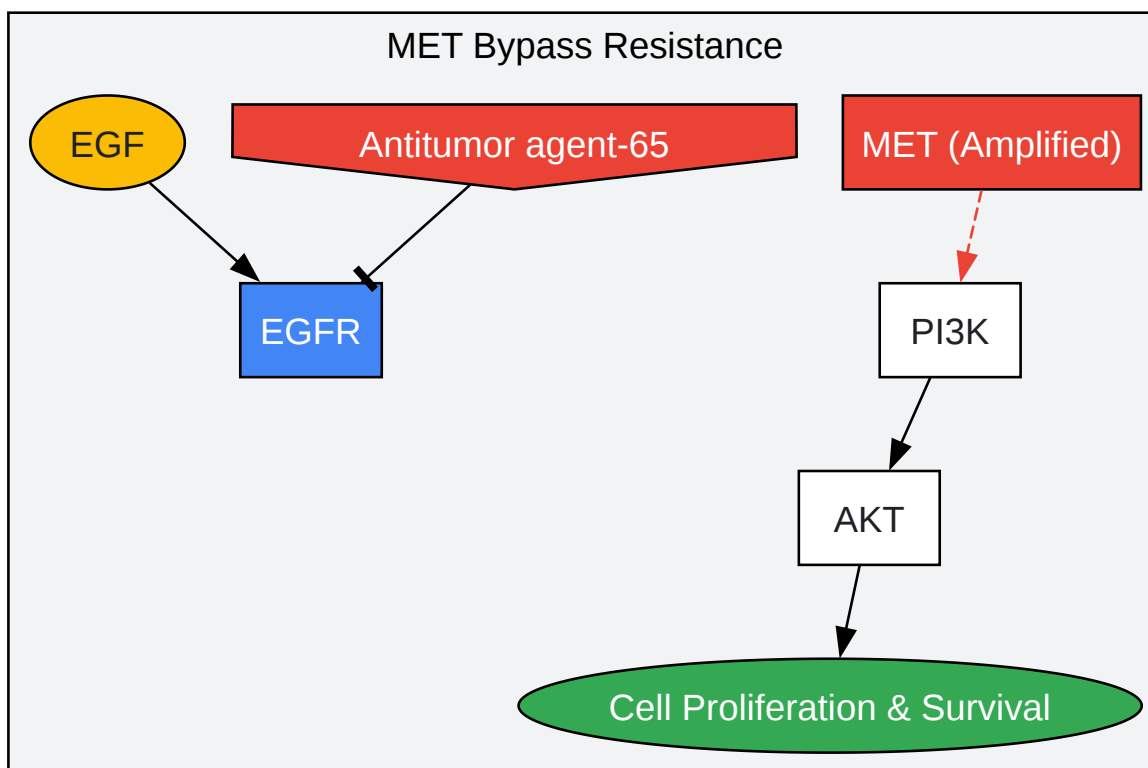 MET Bypass Resistance
EGF
Antitumor agent-65
MET (Amplified)
EGFR
PI3K
AKT
Cell Proliferation & Survival